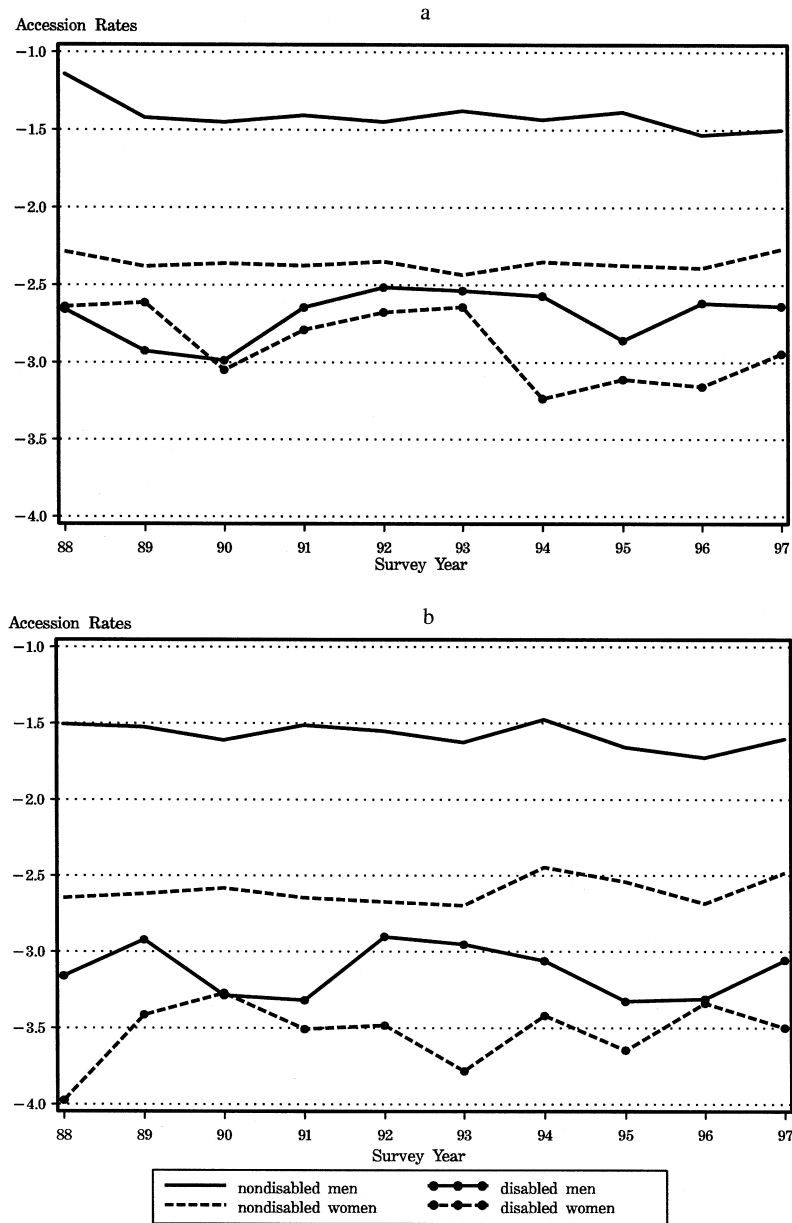 a
Accession Rates
−1.0
−1.5
−2.0
−2.5
−3.0
−3.5
−4.0
88 89 90 91 92 93 94 95 96 97
Survey Year
b
Accession Rates
−1.0
−1.5
−2.0
−2.5
−3.0
−3.5
−4.0
88 89 90 91 92 93 94 95 96 97
Survey Year
nondisabled men disabled men
nondisabled women disabled women